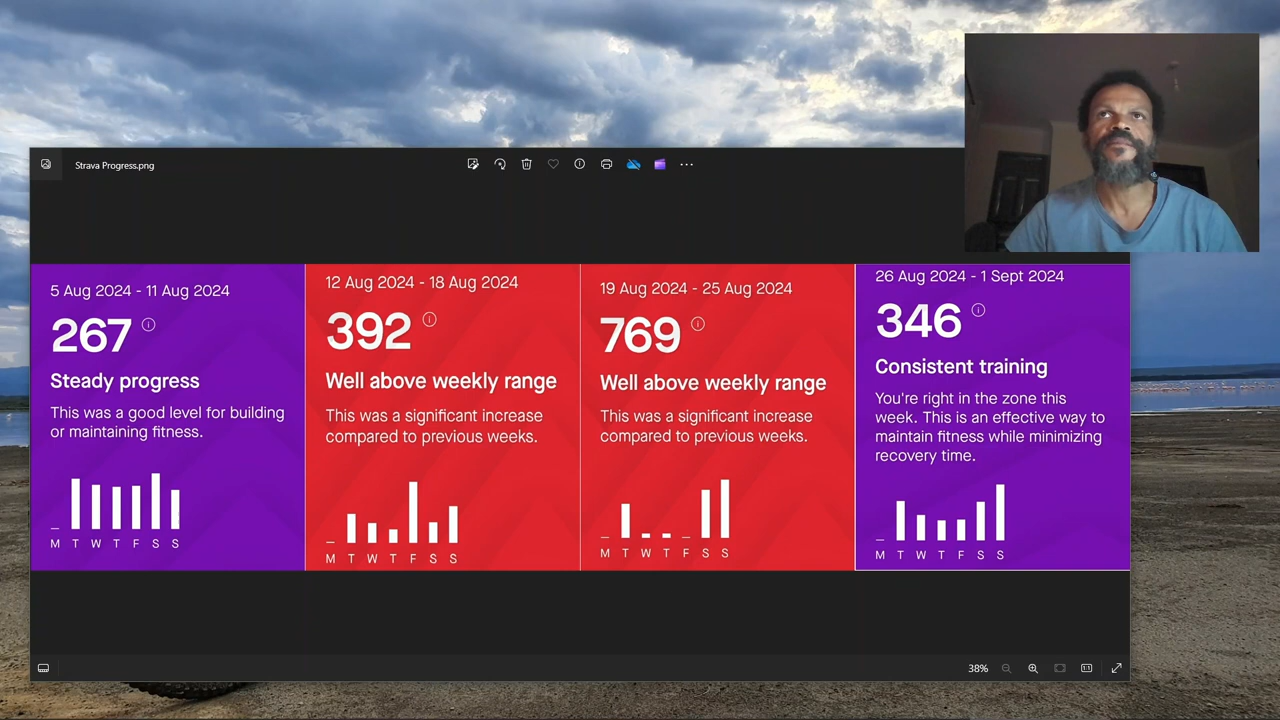 Strava Progress.png
5 Aug 2024 - 11 Aug 2024
267
Steady progress
This was a good level for building
or maintaining fitness.
M T W T F S S
12 Aug 2024 - 18 Aug 2024
392
Well above weekly range
This was a significant increase
compared to previous weeks.
M T W T F S S
19 Aug 2024 - 25 Aug 2024
769
Well above weekly range
This was a significant increase
compared to previous weeks.
M T W T F S S
26 Aug 2024 - 1 Sept 2024
346
Consistent training
You're right in the zone this
week. This is an effective way to
maintain fitness while minimizing
recovery time.
M T W T F S S
38%